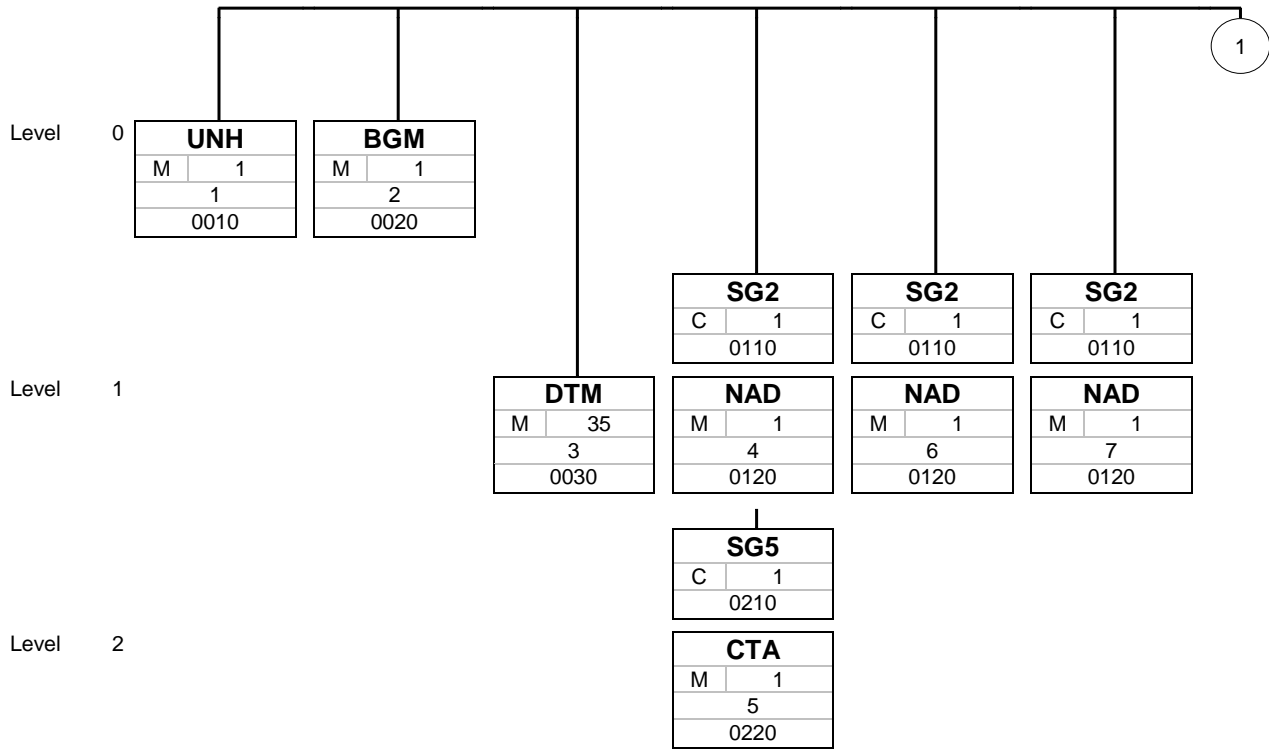 1
Level 0
UNH BGM
M 1 M 1
1 2
0010 0020
SG2 SG2 SG2
C 1 C 1 C 1
0110 0110 0110
Level 1
DTM NAD NAD NAD
M 35 M 1 M 1 M 1
3 4 6 7
0030 0120 0120 0120
SG5
C 1
0210
Level 2
CTA
M 1
5
0220